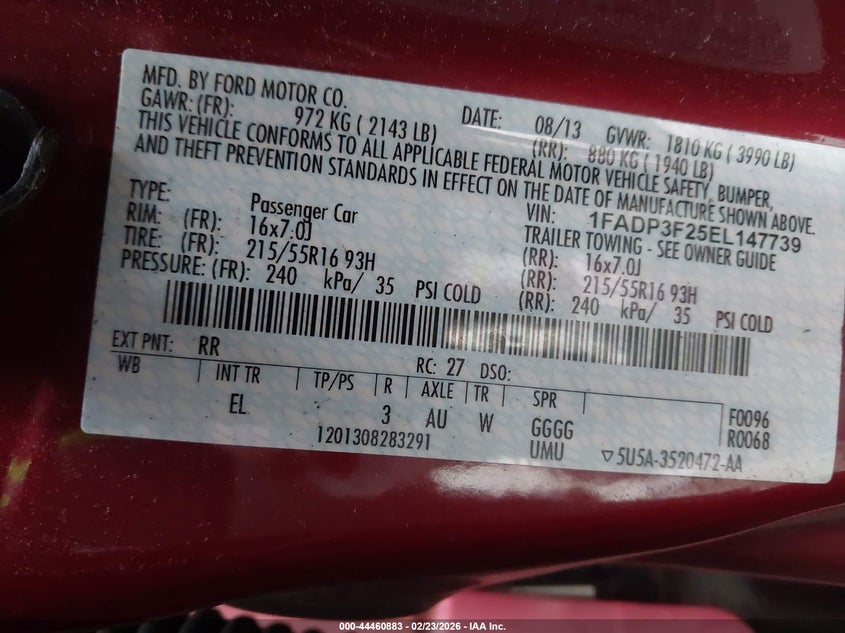 MFD. BY FORD MOTOR CO. DATE: 08/13 GVWR: 1810 KG ( 3990 LB)
GAWR: (FR): 972 KG ( 2143 LB) (RR): 880 KG ( 1940 LB)
THIS VEHICLE CONFORMS TO ALL APPLICABLE FEDERAL MOTOR VEHICLE SAFETY, BUMPER,
AND THEFT PREVENTION STANDARDS IN EFFECT ON THE DATE OF MANUFACTURE SHOWN ABOVE.
VIN: 1FADP3F25EL147739
TYPE: Passenger Car TRAILER TOWING - SEE OWNER GUIDE
RIM: (FR): 16x7.0J (RR): 16x7.0J
TIRE: (FR): 215/55R16 93H (RR): 215/55R16 93H
PRESSURE: (FR): 240 kPa/ 35 PSI COLD (RR): 240 kPa/ 35 PSI COLD
EXT PNT: RR RC: 27 DSO:
WB INT TR TP/PS R AXLE TR SPR
EL 3 AU W GGGG F0096
1201308283291 UMU R0068
▽5U5A-3520472-AA
000-44460883 - 02/23/2026 - IAA Inc.